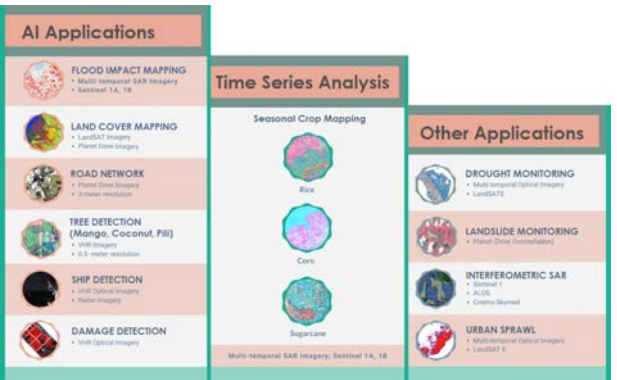 AI Applications
FLOOD IMPACT MAPPING
• Multi-temporal SAR Imagery
• Sentinel 1A, 1B
LAND COVER MAPPING
• LandSAT Imagery
• Planet Dove Imagery
ROAD NETWORK
• Planet Dove Imagery
• 3-meter resolution
TREE DETECTION
(Mango, Coconut, Pili)
• VHR Imagery
• 0.5-meter resolution
SHIP DETECTION
• VHR Optical Imagery
• Radar Imagery
DAMAGE DETECTION
• VHR Optical Imagery
Time Series Analysis
Seasonal Crop Mapping
Rice
Corn
Sugarcane
Multi-temporal SAR Imagery; Sentinel 1A, 1B
Other Applications
DROUGHT MONITORING
• Multi-temporal Optical Imagery
• LandSAT8
LANDSLIDE MONITORING
• Planet (Dove Constellation)
INTERFEROMETRIC SAR
• Sentinel 1
• ALOS
• Cosmo-Skymed
URBAN SPRAWL
• Multi-temporal Optical Imagery
• LandSAT 8